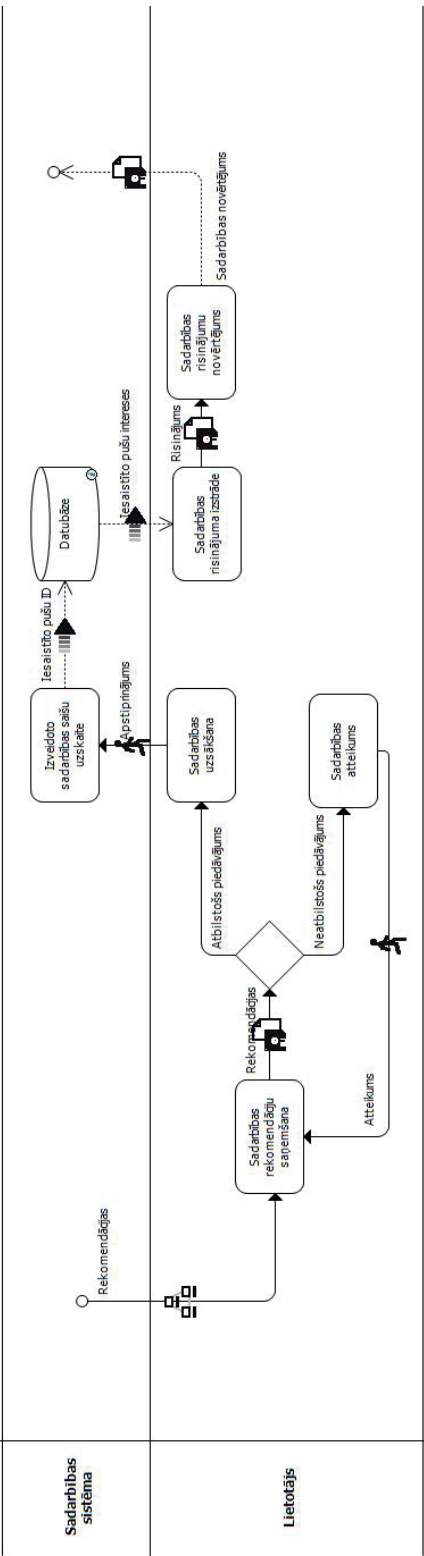 Sadarbības
sistēma
Rekomendācijas
Izveidoto
sadarbības saišu
uzskaite
Iesaistīto pušu ID
Datubāze
Apstiprinājums
Iesaistīto pušu intereses
Lietotājs
Sadarbības
rekomendāciju
saņemšana
Rekomendācijas
Atbilstošs piedāvājums
Neatbilstošs piedāvājums
Sadarbības
uzsākšana
Sadarbības
atteikums
Atteikums
Sadarbības
risinājuma izstrāde
Risinājums
Sadarbības
risinājumu
novērtējums
Sadarbības novērtējums